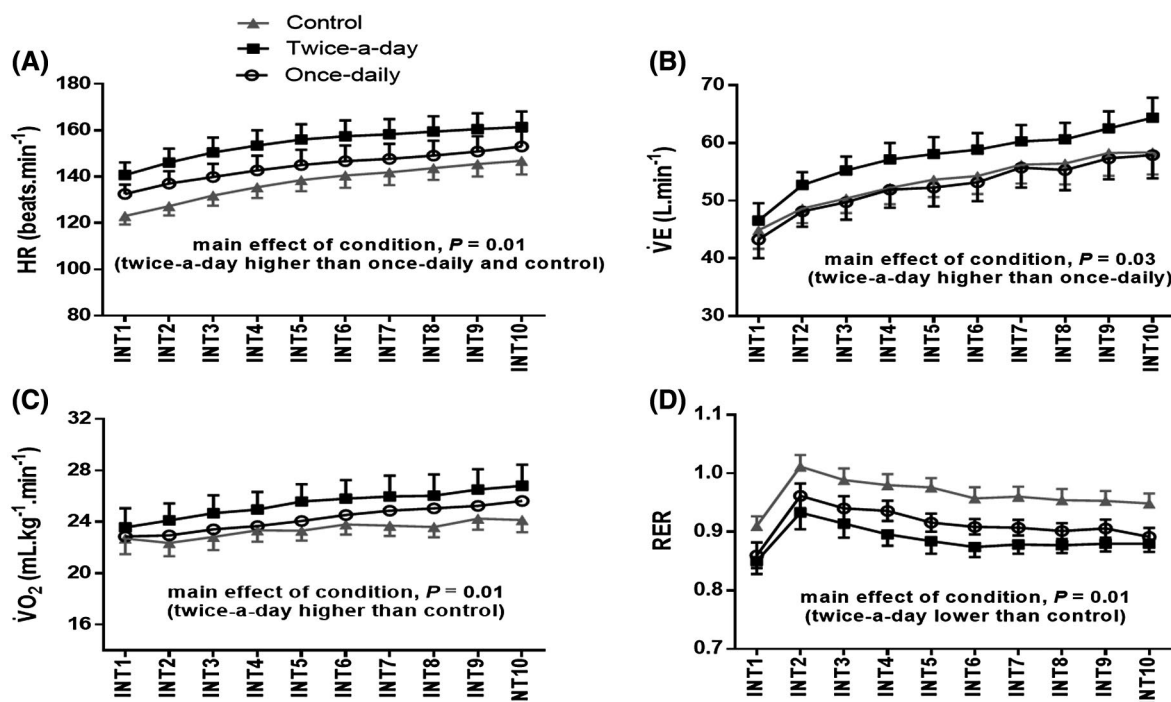 Control
Twice-a-day
Once-daily
(A)
HR (beats.min⁻¹)
180
160
140
120
100
80
main effect of condition, P = 0.01
(twice-a-day higher than once-daily and control)
INT1
INT2
INT3
INT4
INT5
INT6
INT7
INT8
INT9
INT10
(B)
V̇E (L.min⁻¹)
70
60
50
40
30
main effect of condition, P = 0.03
(twice-a-day higher than once-daily)
INT1
INT2
INT3
INT4
INT5
INT6
INT7
INT8
INT9
INT10
(C)
V̇O₂ (mL.kg⁻¹.min⁻¹)
32
28
24
20
16
main effect of condition, P = 0.01
(twice-a-day higher than control)
INT1
INT2
INT3
INT4
INT5
INT6
INT7
INT8
INT9
NT10
(D)
RER
1.1
1.0
0.9
0.8
0.7
main effect of condition, P = 0.01
(twice-a-day lower than control)
INT1
INT2
INT3
INT4
INT5
INT6
INT7
INT8
INT9
NT10